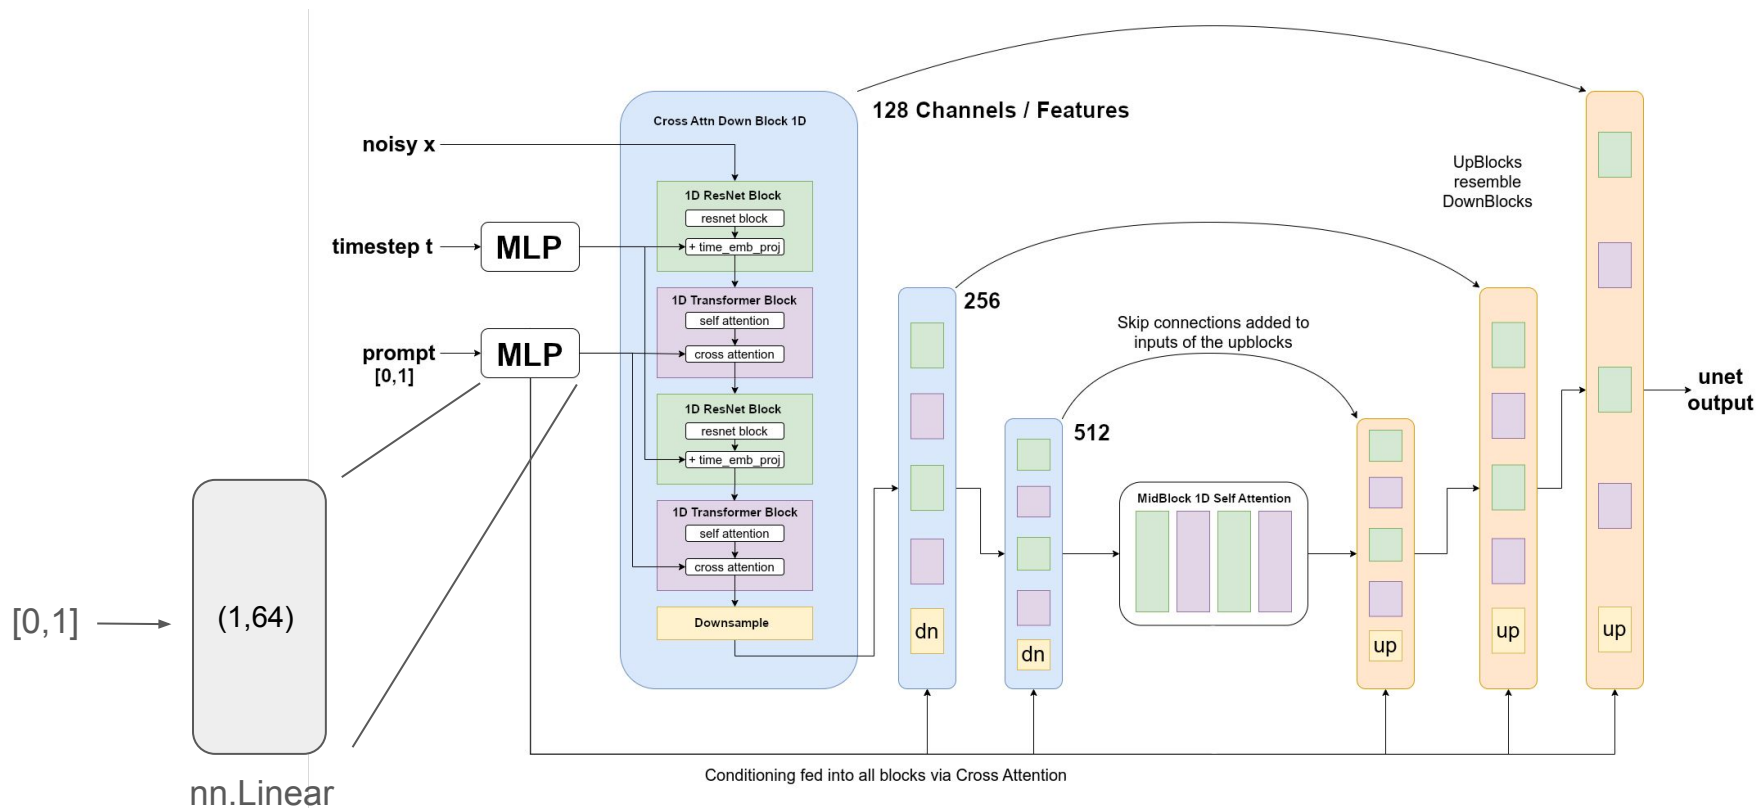 128 Channels / Features
Cross Attn Down Block 1D
noisy x
1D ResNet Block
resnet block
+ time_emb_proj
timestep t
MLP
1D Transformer Block
self attention
cross attention
prompt
[0,1]
MLP
1D ResNet Block
resnet block
+ time_emb_proj
1D Transformer Block
self attention
cross attention
Downsample
[0,1]
(1,64)
nn.Linear
256
dn
512
dn
Skip connections added to
inputs of the upblocks
MidBlock 1D Self Attention
up
up
up
UpBlocks
resemble
DownBlocks
unet
output
Conditioning fed into all blocks via Cross Attention